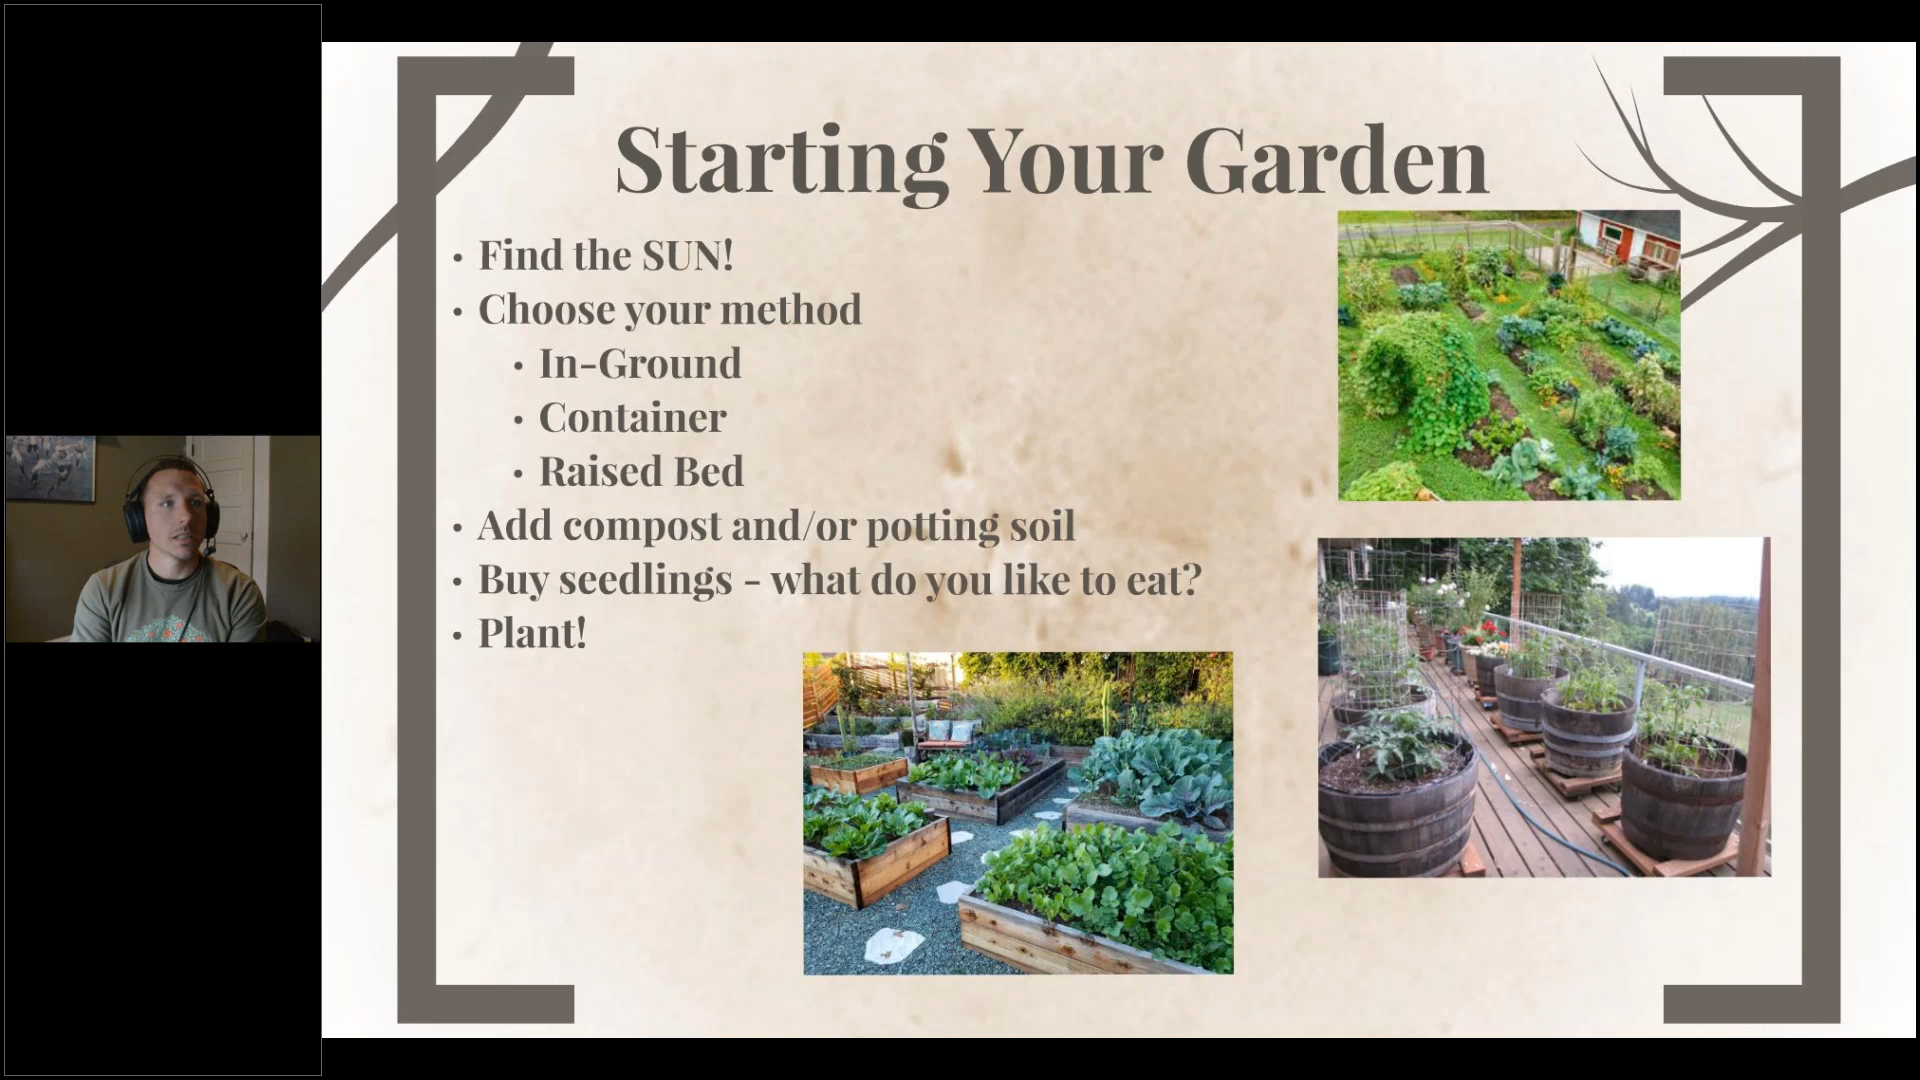 Starting Your Garden
• Find the SUN!
• Choose your method
• In-Ground
• Container
• Raised Bed
• Add compost and/or potting soil
• Buy seedlings - what do you like to eat?
• Plant!